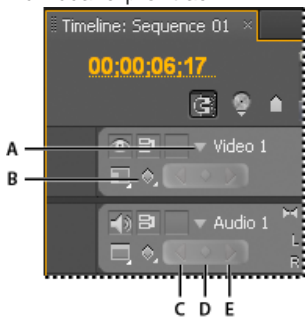 Timeline: Sequence 01 ×
00;00;06;17
A
Video 1
B
Audio 1
L
R
C D E